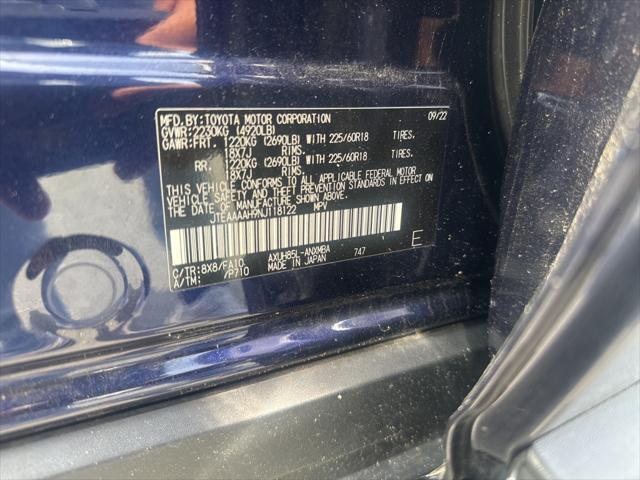 MFD.BY:TOYOTA MOTOR CORPORATION 09/22
GVWR:2230KG (4920LB)
GAWR:FRT. 1220KG (2690LB) WITH 225/60R18 TIRES.
18X7J RIMS.
RR. 1220KG (2690LB) WITH 225/60R18 TIRES.
18X7J RIMS.
THIS VEHICLE CONFORMS TO ALL APPLICABLE FEDERAL MOTOR
VEHICLE SAFETY AND THEFT PREVENTION STANDARDS IN EFFECT
ON THE DATE OF MANUFACTURE SHOWN ABOVE.
JTEAAAAH9NJ118122 MPV
E
C/TR:8X8/FA10 AXUH85L-ANXMBA 747
A/TM: /P710 MADE IN JAPAN